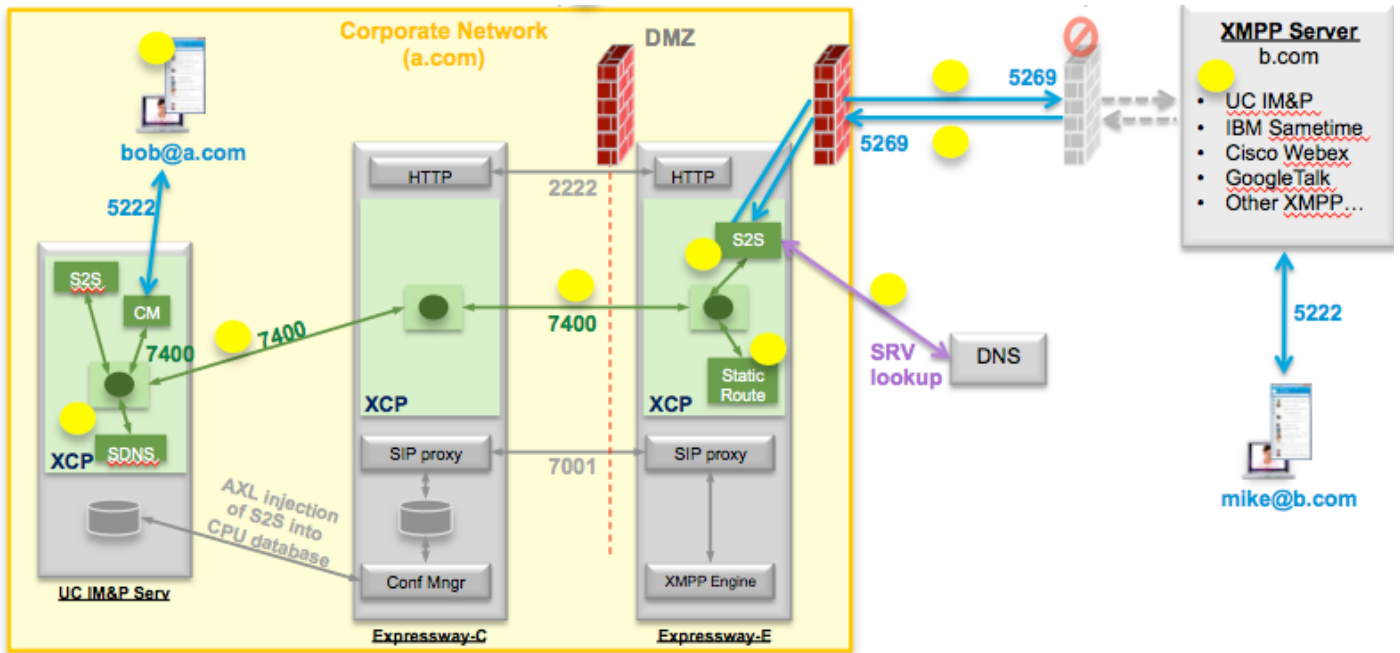 Corporate Network
(a.com)
DMZ
XMPP Server
b.com
• UC IM&P
• IBM Sametime
• Cisco Webex
• GoogleTalk
• Other XMPP…
5269
5269
bob@a.com
5222
HTTP
2222
HTTP
S2S
CM
7400
7400
S2S
7400
SDNS
XCP
XCP
Static
Route
XCP
SRV
lookup
DNS
5222
mike@b.com
SIP proxy
7001
SIP proxy
AXL injection
of S2S into
CPU database
Conf Mngr
XMPP Engine
UC IM&P Serv
Expressway-C
Expressway-E